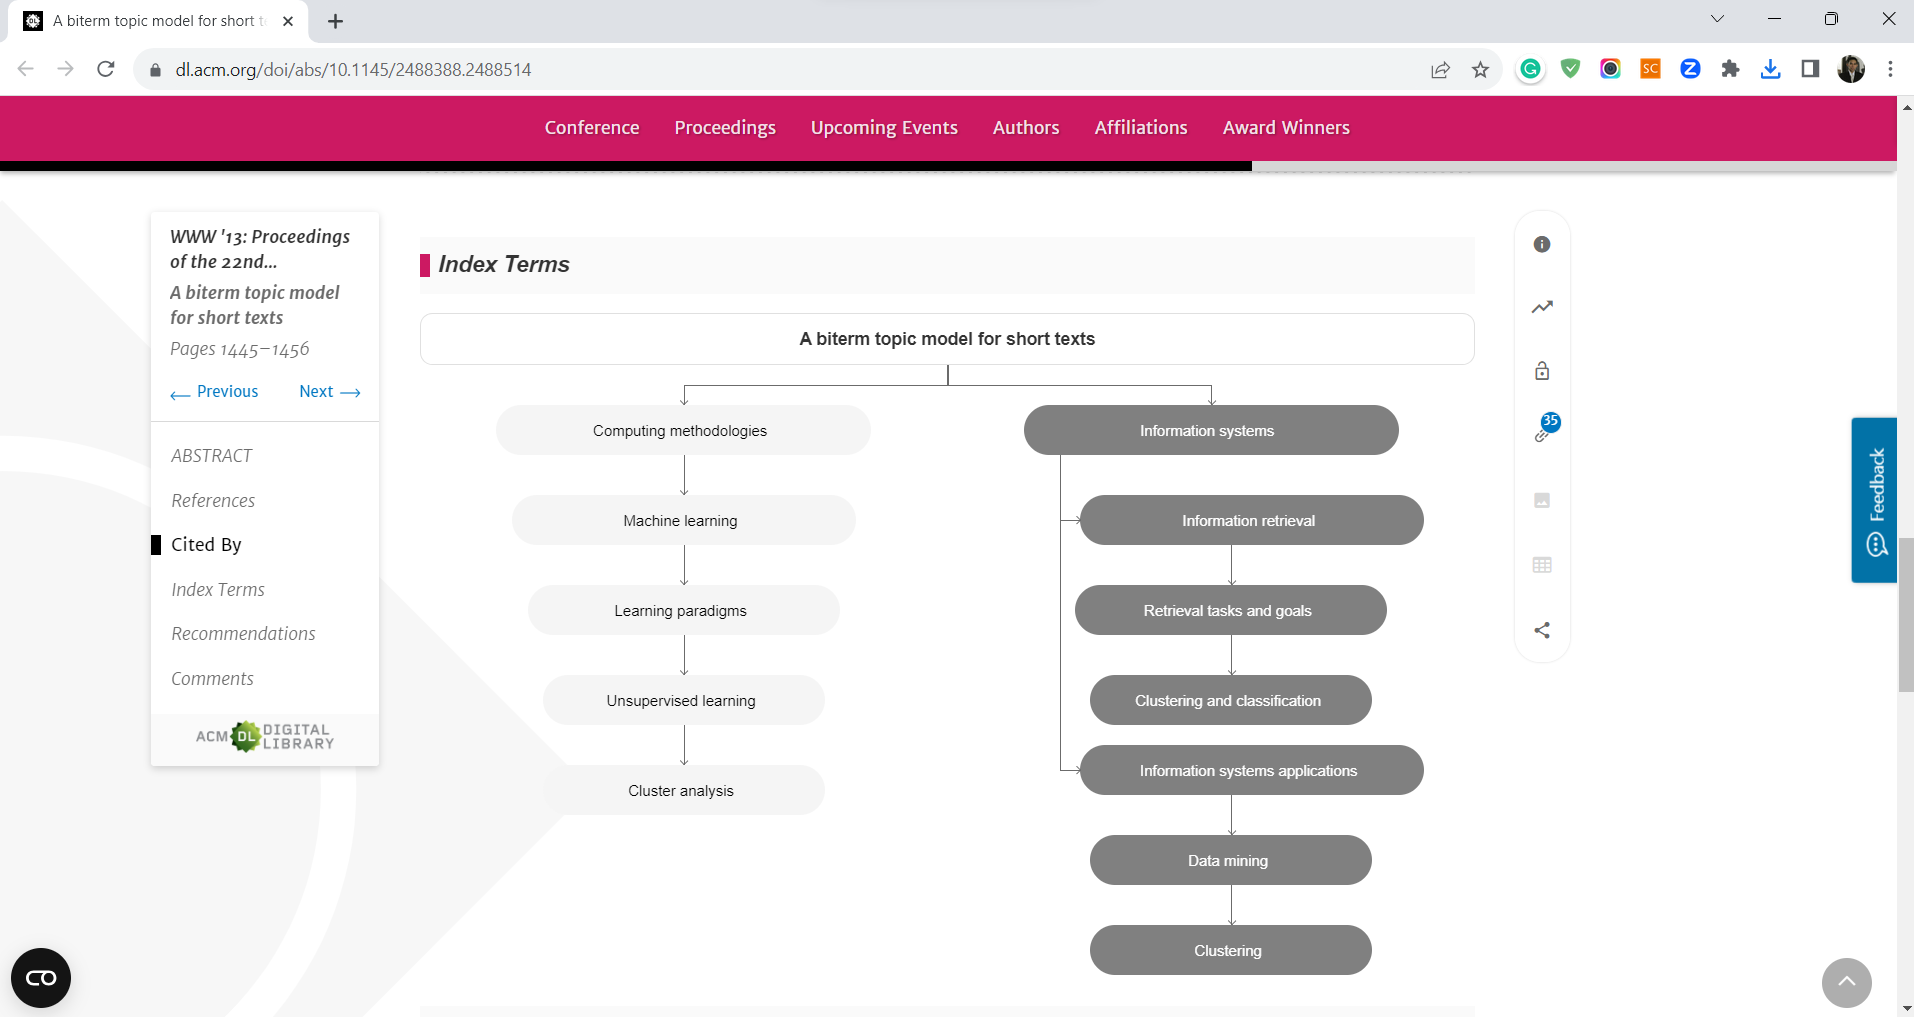 A biterm topic model for short t
dl.acm.org/doi/abs/10.1145/2488388.2488514
Conference Proceedings Upcoming Events Authors Affiliations Award Winners
WWW '13: Proceedings
of the 22nd...
A biterm topic model
for short texts
Pages 1445–1456
Previous Next
ABSTRACT
References
Cited By
Index Terms
Recommendations
Comments
ACM DL DIGITAL
LIBRARY
Index Terms
A biterm topic model for short texts
Computing methodologies
Machine learning
Learning paradigms
Unsupervised learning
Cluster analysis
Information systems
Information retrieval
Retrieval tasks and goals
Clustering and classification
Information systems applications
Data mining
Clustering
35
Feedback
SC
Z
G